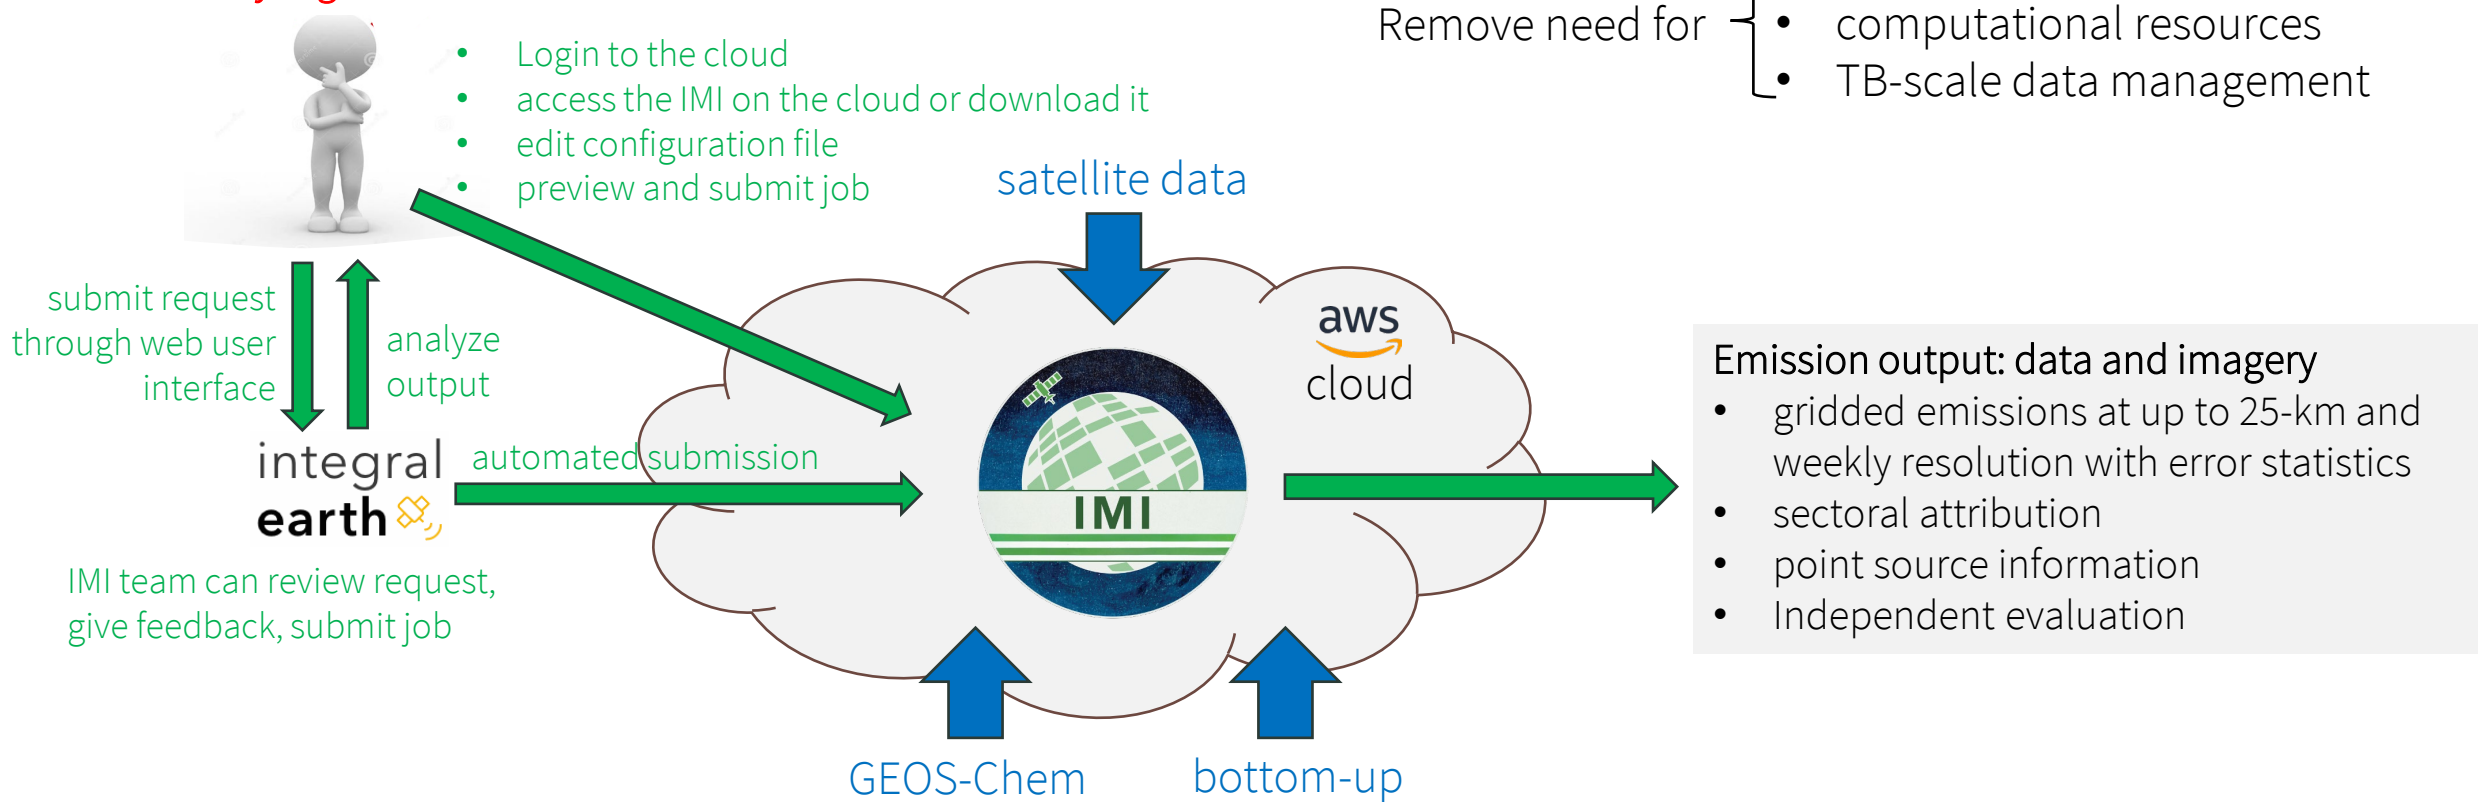 Remove need for
• computational resources
• TB-scale data management
• Login to the cloud
• access the IMI on the cloud or download it
• edit configuration file
• preview and submit job
satellite data
submit request
through web user
interface
analyze
output
aws
cloud
integral
earth
automated submission
IMI
IMI team can review request,
give feedback, submit job
Emission output: data and imagery
• gridded emissions at up to 25-km and
weekly resolution with error statistics
• sectoral attribution
• point source information
• Independent evaluation
GEOS-Chem
bottom-up